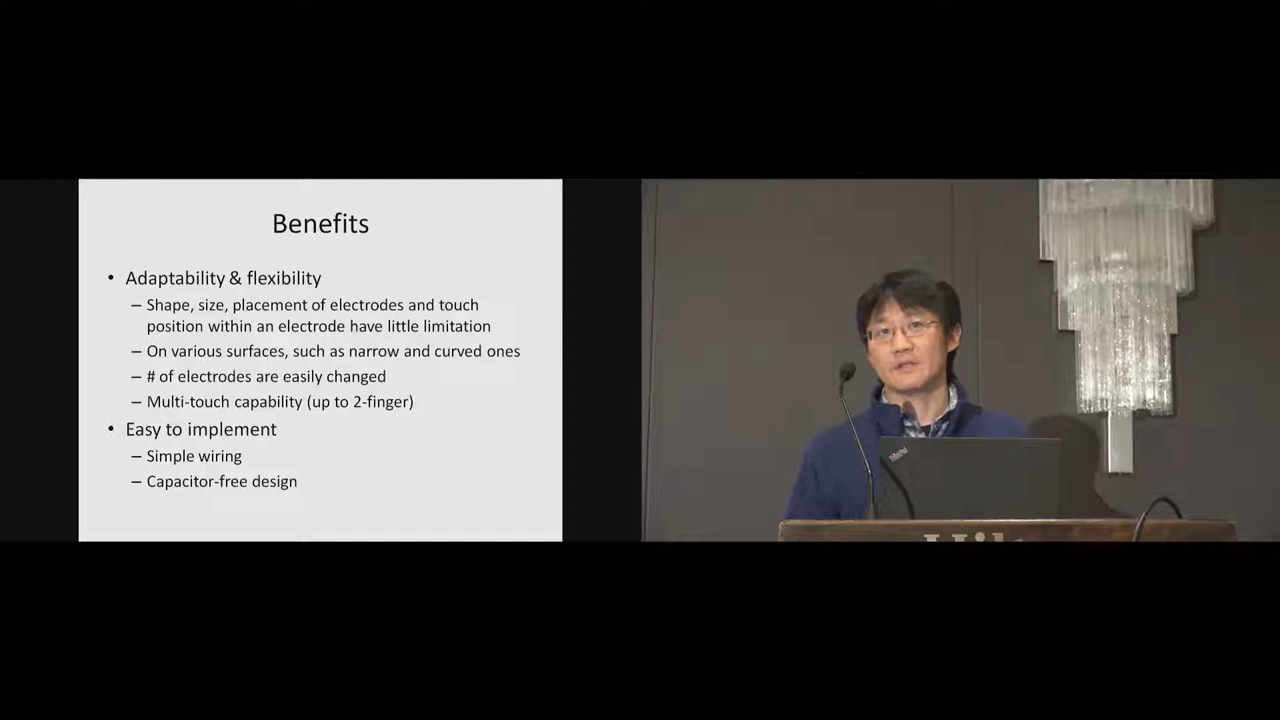 Benefits
• Adaptability & flexibility
– Shape, size, placement of electrodes and touch
position within an electrode have little limitation
– On various surfaces, such as narrow and curved ones
– # of electrodes are easily changed
– Multi-touch capability (up to 2-finger)
• Easy to implement
– Simple wiring
– Capacitor-free design
ThinkPad